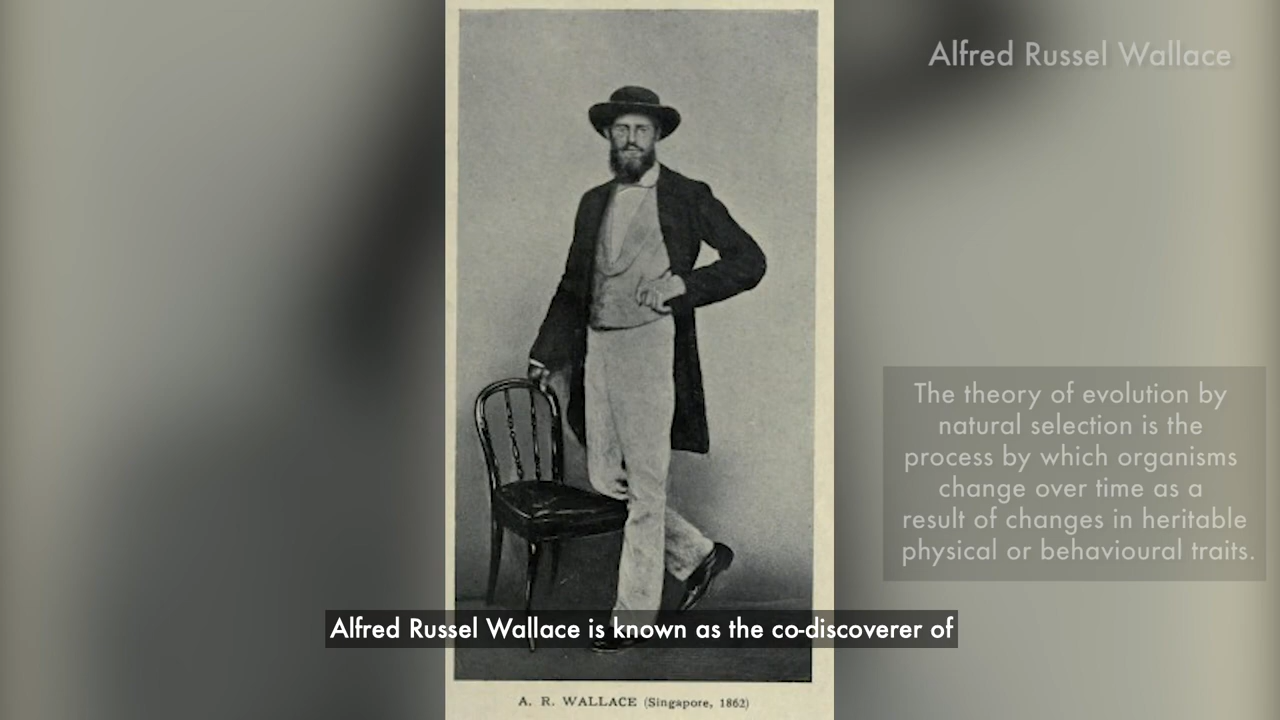 Alfred Russel Wallace
The theory of evolution by
natural selection is the
process by which organisms
change over time as a
result of changes in heritable
physical or behavioural traits.
Alfred Russel Wallace is known as the co-discoverer of
A. R. WALLACE (Singapore, 1862)